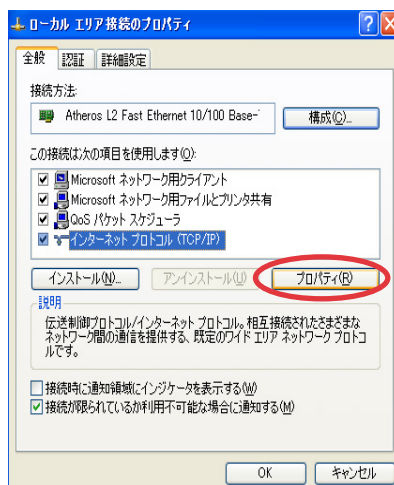 ローカル エリア接続のプロパティ
全般 認証 詳細設定
接続方法:
Atheros L2 Fast Ethernet 10/100 Base-
構成(C)...
この接続は次の項目を使用します(O):
Microsoft ネットワーク用クライアント
Microsoft ネットワーク用ファイルとプリンタ共有
QoS パケット スケジューラ
インターネット プロトコル (TCP/IP)
インストール(N)... アンインストール(U) プロパティ(R)
説明
伝送制御プロトコル/インターネット プロトコル。相互接続されたさまざまな
ネットワーク間の通信を提供する、既定のワイド エリア ネットワーク プロトコ
ルです。
接続時に通知領域にインジケータを表示する(W)
接続が限られているか利用不可能な場合に通知する(M)
OK キャンセル